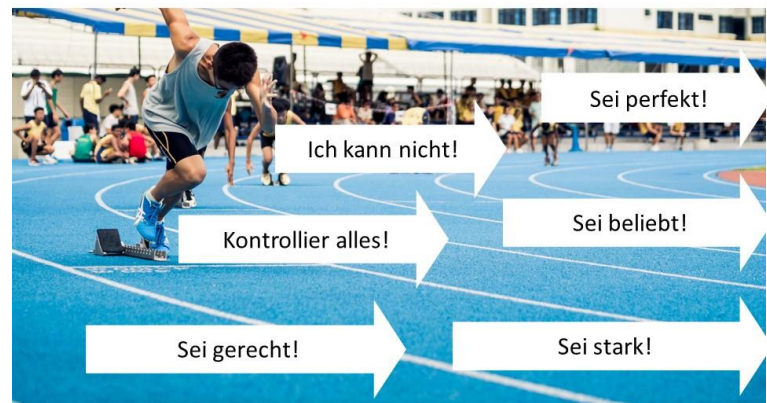 Sei perfekt!
Ich kann nicht!
Sei beliebt!
Kontrollier alles!
Sei gerecht!
Sei stark!